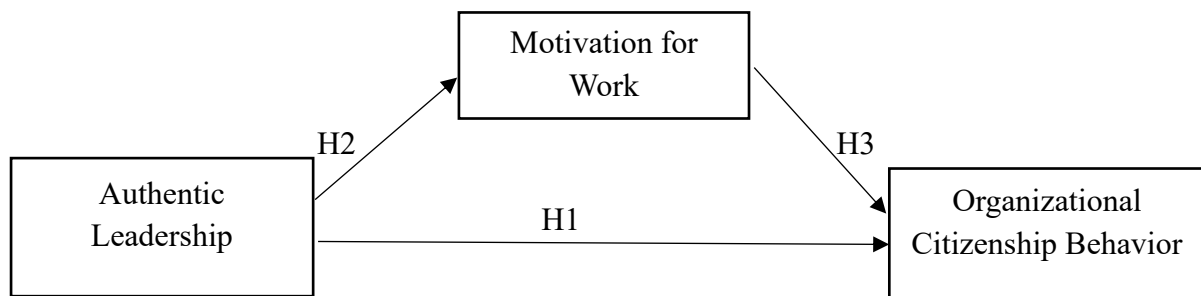 Motivation for
Work
H2
H3
Authentic
Leadership
H1
Organizational
Citizenship Behavior